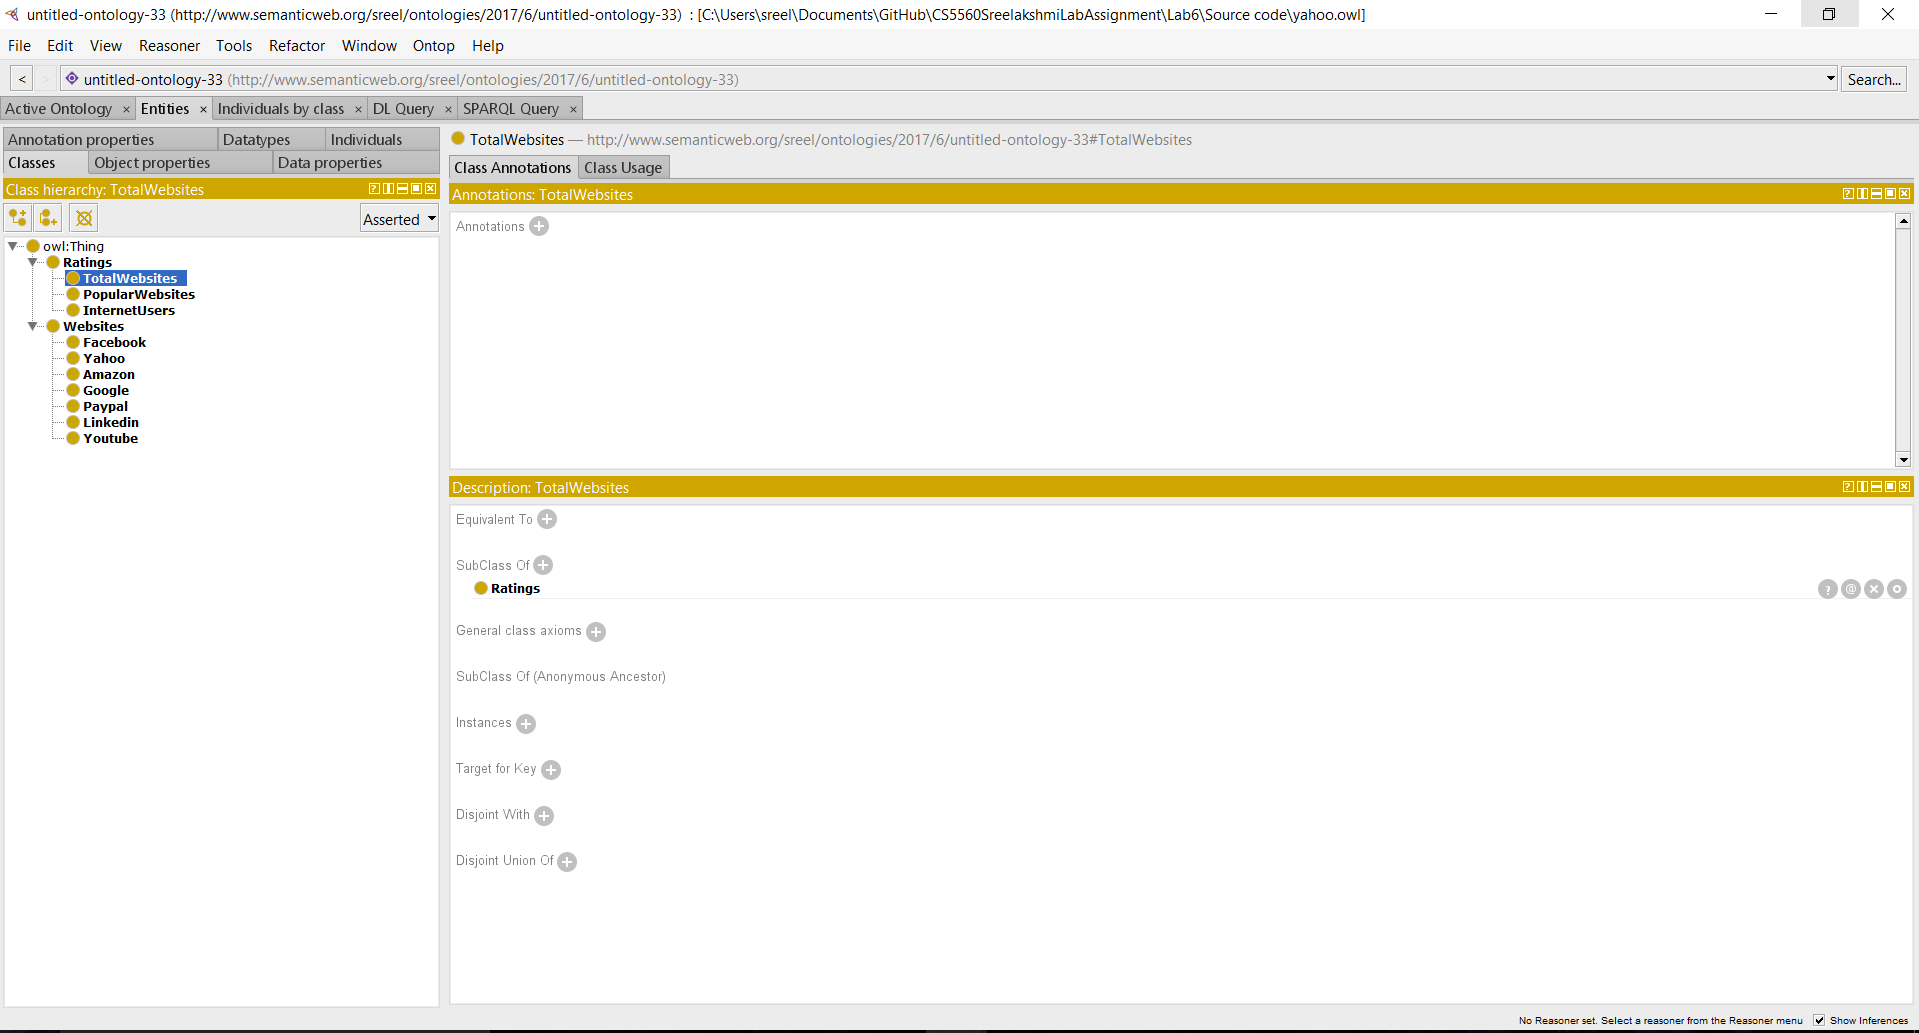 untitled-ontology-33 (http://www.semanticweb.org/sreel/ontologies/2017/6/untitled-ontology-33) : [C:\Users\sreel\Documents\GitHub\CS5560SreelakshmiLabAssignment\Lab6\Source code\yahoo.owl]
File Edit View Reasoner Tools Refactor Window Ontop Help
< > untitled-ontology-33 (http://www.semanticweb.org/sreel/ontologies/2017/6/untitled-ontology-33) Search...
Active Ontology × Entities × Individuals by class × DL Query × SPARQL Query ×
Annotation properties Datatypes Individuals
Classes Object properties Data properties
Class hierarchy: TotalWebsites
Asserted
owl:Thing
Ratings
TotalWebsites
PopularWebsites
InternetUsers
Websites
Facebook
Yahoo
Amazon
Google
Paypal
Linkedin
Youtube
TotalWebsites — http://www.semanticweb.org/sreel/ontologies/2017/6/untitled-ontology-33#TotalWebsites
Class Annotations Class Usage
Annotations: TotalWebsites
Annotations
Description: TotalWebsites
Equivalent To
SubClass Of
Ratings
General class axioms
SubClass Of (Anonymous Ancestor)
Instances
Target for Key
Disjoint With
Disjoint Union Of
No Reasoner set. Select a reasoner from the Reasoner menu Show Inferences